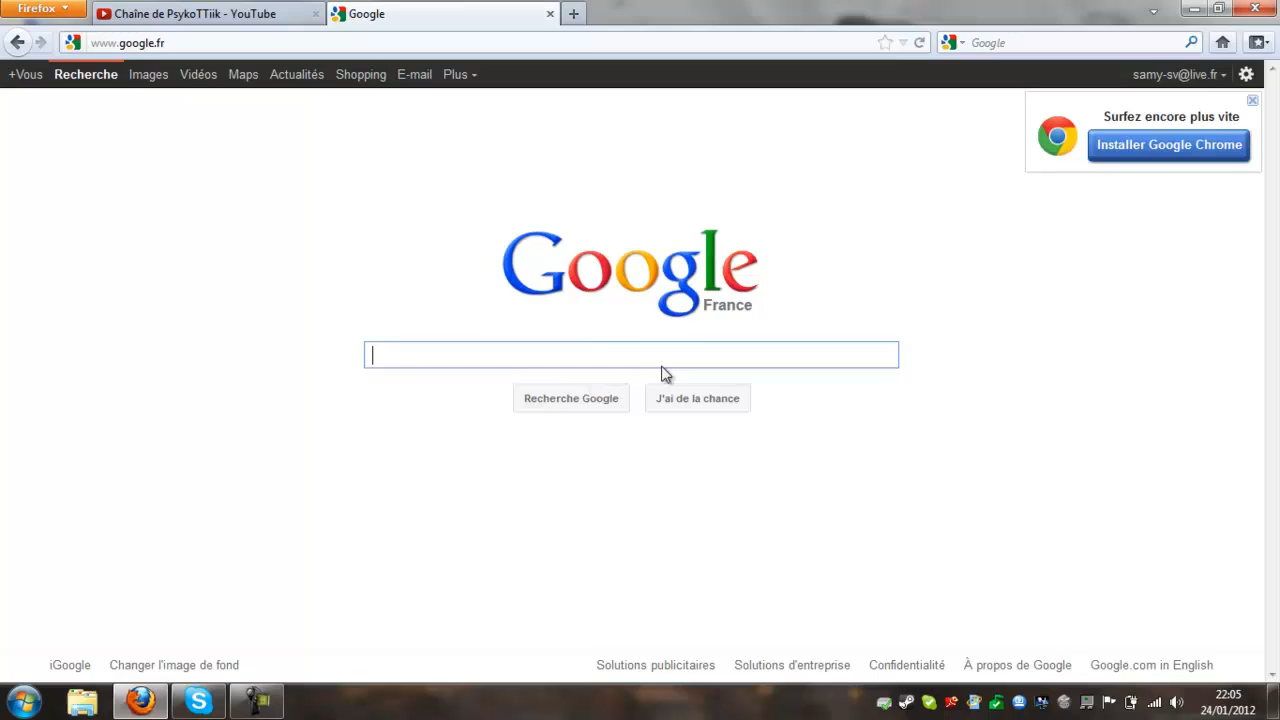 Firefox
Chaîne de PsykoTTiik - YouTube
Google
www.google.fr
Google
+Vous Recherche Images Vidéos Maps Actualités Shopping E-mail Plus
samy-sv@live.fr
Surfez encore plus vite
Installer Google Chrome
Google
France
Recherche Google
J'ai de la chance
iGoogle Changer l'image de fond
Solutions publicitaires Solutions d'entreprise Confidentialité À propos de Google Google.com in English
22:05
24/01/2012